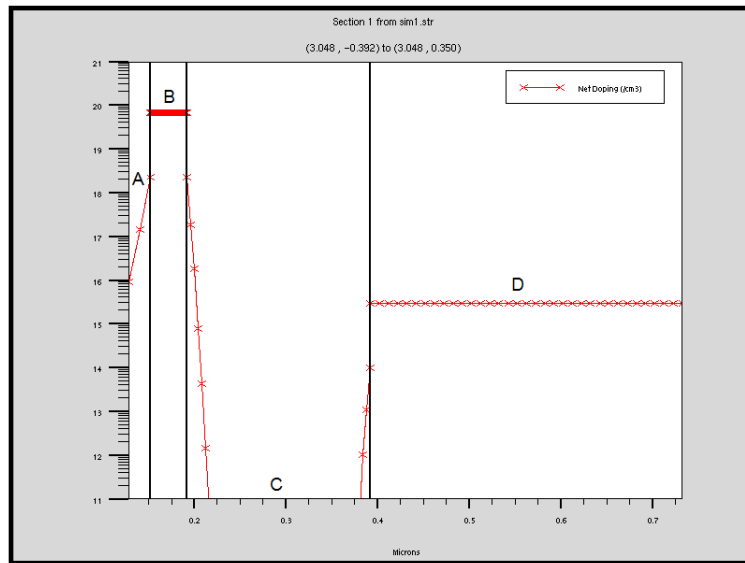 Section 1 from sim1.str
(3.048 , -0.392) to (3.048 , 0.350)
21
20
19
18
17
16
15
14
13
12
11
B
A
Net Doping (/cm3)
D
C
0.2 0.3 0.4 0.5 0.6 0.7
Microns